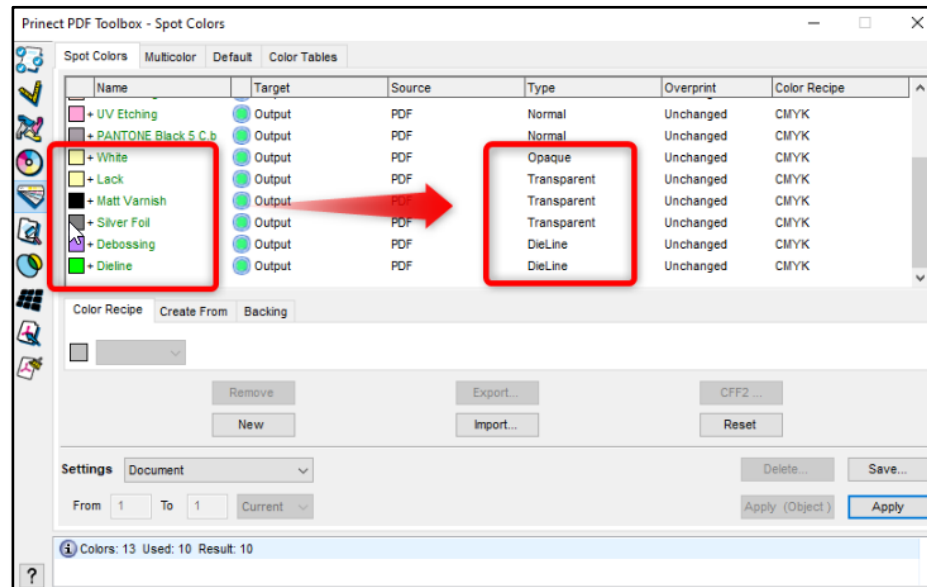 Prinect PDF Toolbox - Spot Colors
Spot Colors Multicolor Default Color Tables
Name Target Source Type Overprint Color Recipe
+ UV Etching Output PDF Normal Unchanged CMYK
+ PANTONE Black 5 C.b Output PDF Normal Unchanged CMYK
+ White Output PDF Opaque Unchanged CMYK
+ Lack Output PDF Transparent Unchanged CMYK
+ Matt Varnish Output PDF Transparent Unchanged CMYK
+ Silver Foil Output PDF Transparent Unchanged CMYK
+ Debossing Output PDF DieLine Unchanged CMYK
+ Dieline Output PDF DieLine Unchanged CMYK
Color Recipe Create From Backing
Remove Export... CFF2 ...
New Import... Reset
Settings Document Delete... Save...
From 1 To 1 Current Apply (Object) Apply
Colors: 13 Used: 10 Result: 10
?